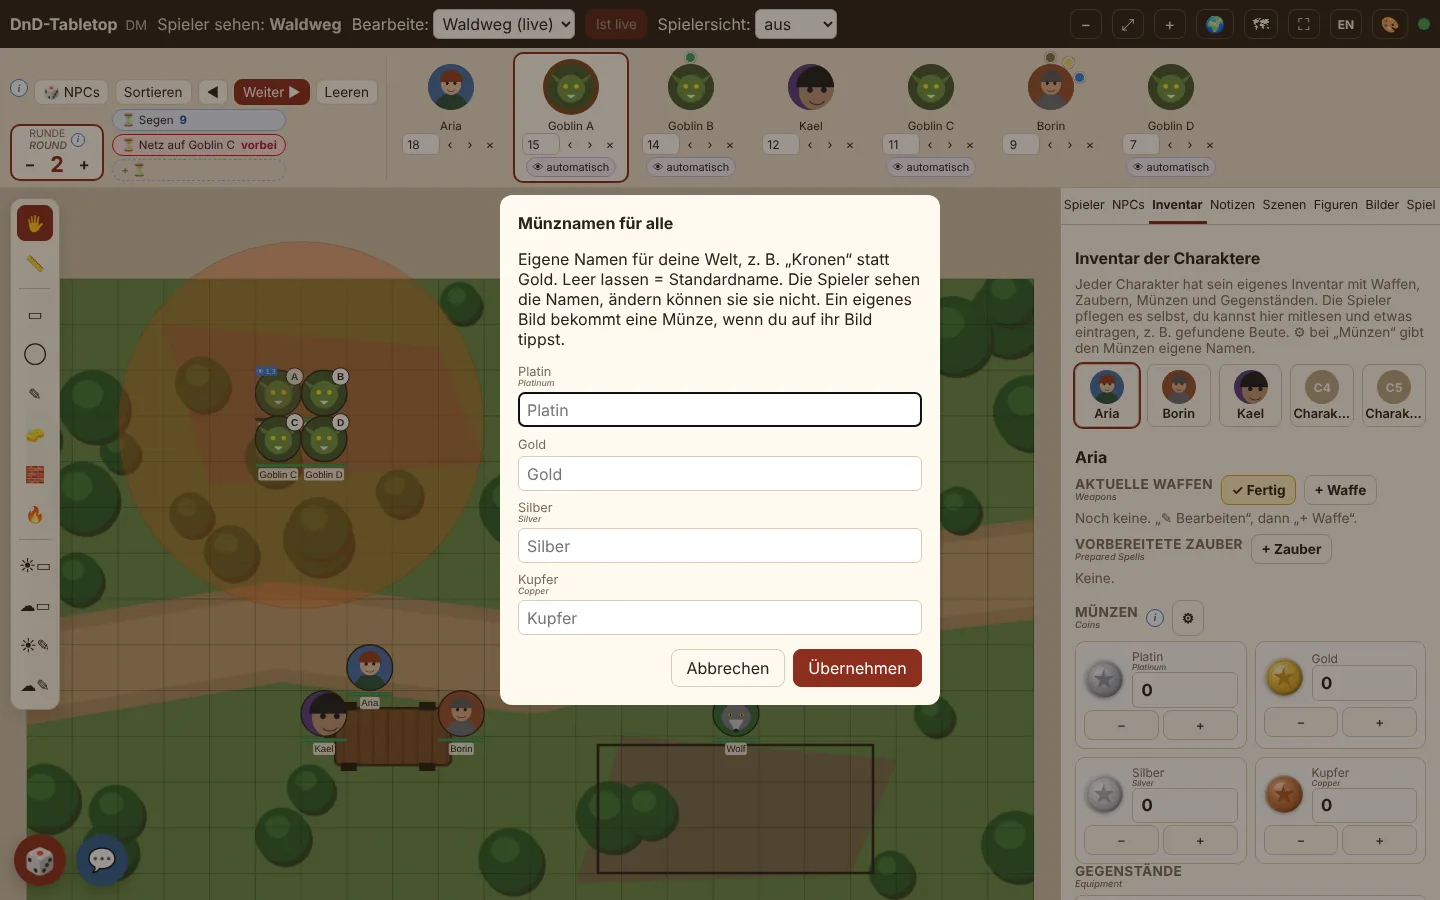 DnD-Tabletop DM Spieler sehen: Waldweg Bearbeite: Waldweg (live) Ist live Spielersicht: aus − ⤢ + EN
i NPCs Sortieren ◀ Weiter ▶ Leeren
RUNDE
ROUND i
− 2 +
Segen 9
Netz auf Goblin C vorbei
+
Aria
18 ‹ › ×
Goblin A
15 ‹ › ×
automatisch
Goblin B
14 ‹ › ×
automatisch
Kael
12 ‹ › ×
Goblin C
11 ‹ › ×
automatisch
Borin
9 ‹ › ×
Goblin D
7 ‹ › ×
automatisch
A B
C D
Goblin C Goblin D
Aria
Kael
Borin
Wolf
Münznamen für alle
Eigene Namen für deine Welt, z. B. „Kronen“ statt
Gold. Leer lassen = Standardname. Die Spieler sehen
die Namen, ändern können sie sie nicht. Ein eigenes
Bild bekommt eine Münze, wenn du auf ihr Bild
tippst.
Platin
Platinum
Platin
Gold
Gold
Silber
Silver
Silber
Kupfer
Copper
Kupfer
Abbrechen Übernehmen
Spieler NPCs Inventar Notizen Szenen Figuren Bilder Spiel
Inventar der Charaktere
Jeder Charakter hat sein eigenes Inventar mit Waffen,
Zaubern, Münzen und Gegenständen. Die Spieler
pflegen es selbst, du kannst hier mitlesen und etwas
eintragen, z. B. gefundene Beute. ⚙ bei „Münzen“ gibt
den Münzen eigene Namen.
C4 C5
Aria Borin Kael Charak... Charak...
Aria
AKTUELLE WAFFEN ✓ Fertig + Waffe
Weapons
Noch keine. „✎ Bearbeiten“, dann „+ Waffe“.
VORBEREITETE ZAUBER + Zauber
Prepared Spells
Keine.
MÜNZEN i ⚙
Coins
Platin
Platinum
0
− +
Gold
0
− +
Silber
Silver
0
− +
Kupfer
Copper
0
− +
GEGENSTÄNDE
Equipment